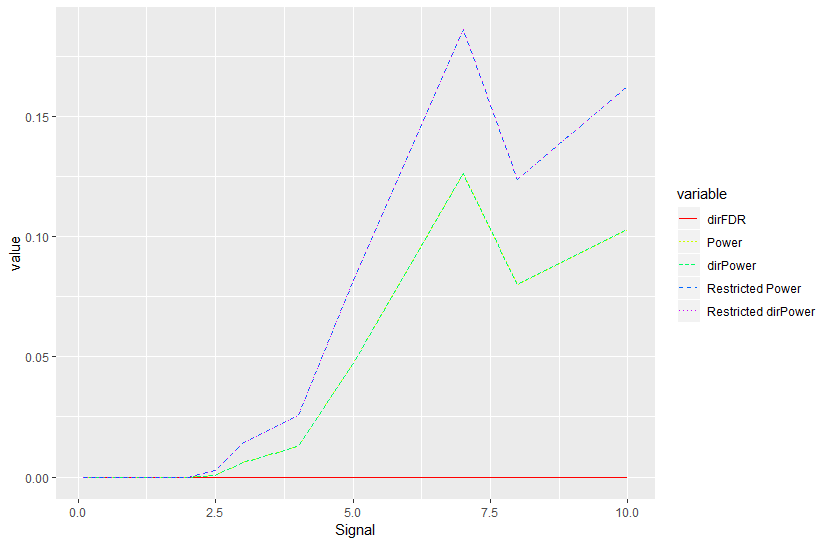 value
0.15
0.10
0.05
0.00
0.0
2.5
5.0
7.5
10.0
Signal
variable
dirFDR
Power
dirPower
Restricted Power
Restricted dirPower